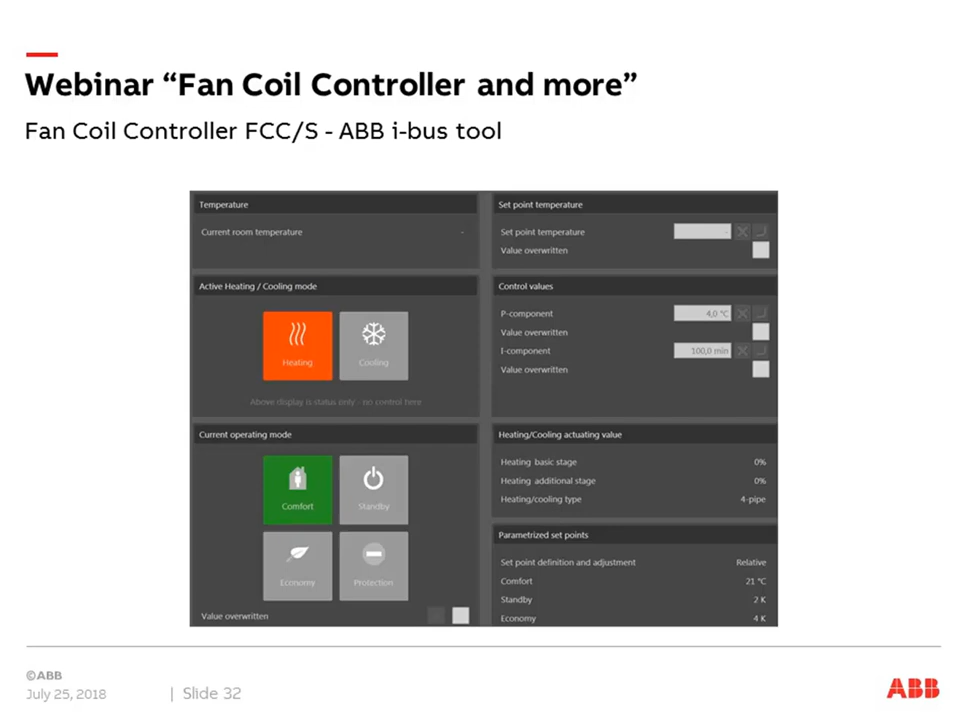 Webinar “Fan Coil Controller and more”
Fan Coil Controller FCC/S - ABB i-bus tool
Temperature
Current room temperature -
Active Heating / Cooling mode
Heating Cooling
Above display is status only - no control here
Current operating mode
Comfort Standby
Economy Protection
Value overwritten
Set point temperature
Set point temperature -
Value overwritten
Control values
P-component 4,0 °C
Value overwritten
I-component 100,0 min
Value overwritten
Heating/Cooling actuating value
Heating basic stage 0%
Heating additional stage 0%
Heating/cooling type 4-pipe
Parametrized set points
Set point definition and adjustment Relative
Comfort 21 °C
Standby 2 K
Economy 4 K
©ABB
July 25, 2018 | Slide 32
ABB